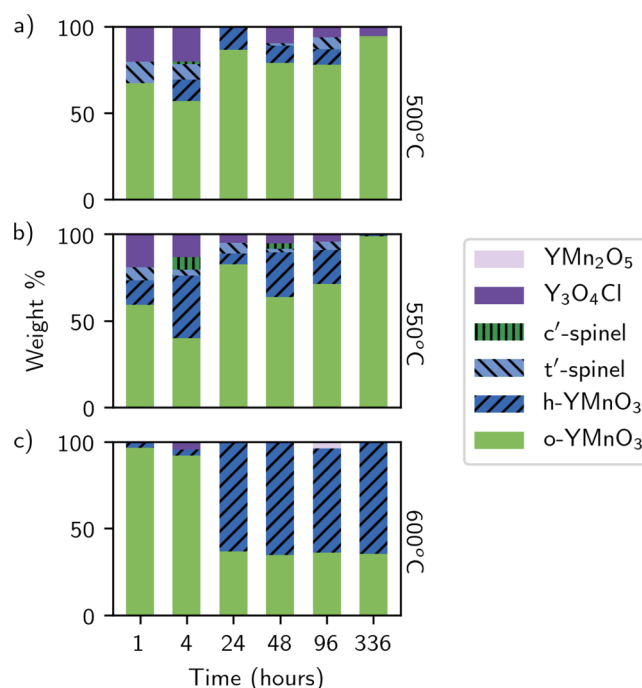 a)
100
50
0
500°C
b)
100
50
0
550°C
Weight %
c)
100
50
0
600°C
1 4 24 48 96 336
Time (hours)
YMn₂O₅
Y₃O₄Cl
c′-spinel
t′-spinel
h-YMnO₃
o-YMnO₃